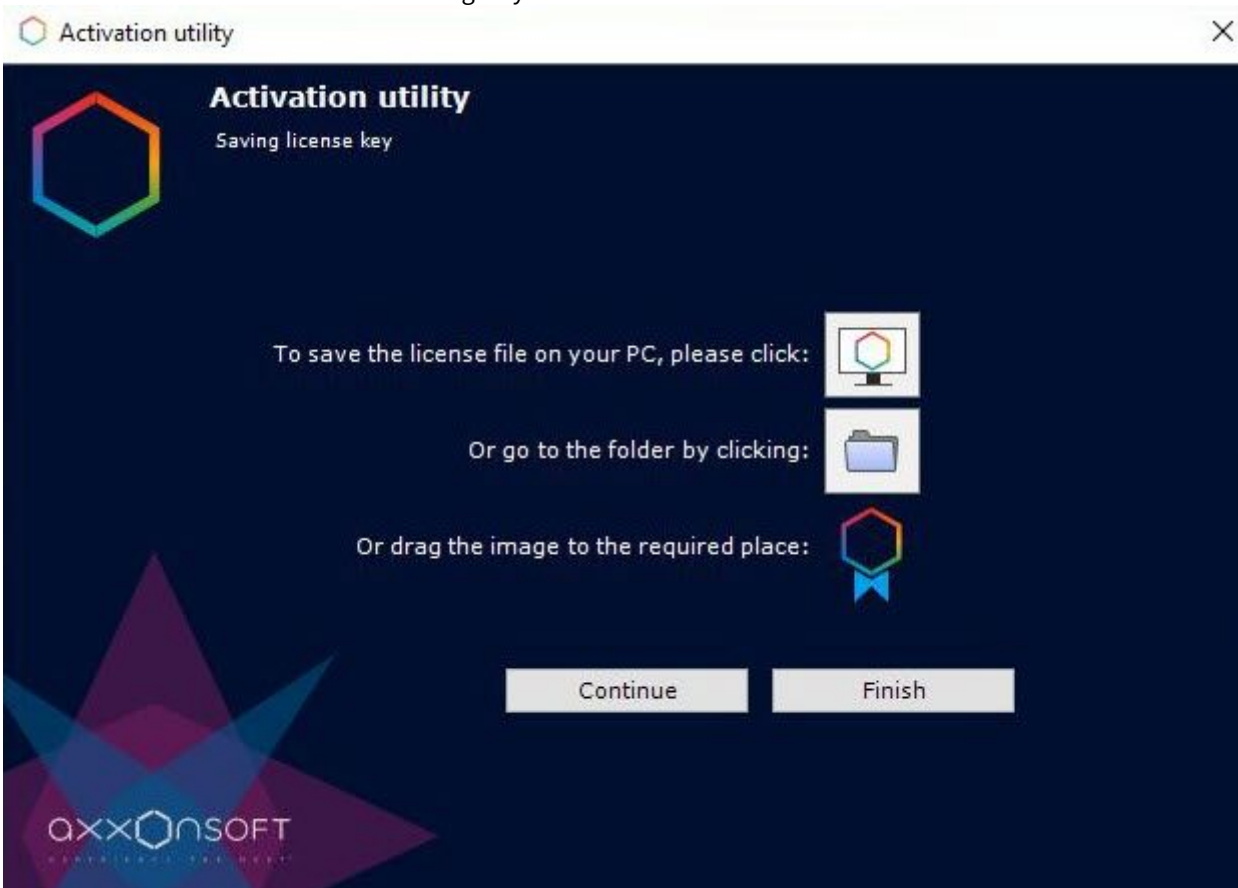 Activation utility
Activation utility
Saving license key
To save the license file on your PC, please click:
Or go to the folder by clicking:
Or drag the image to the required place:
Continue
Finish
axxonsoft